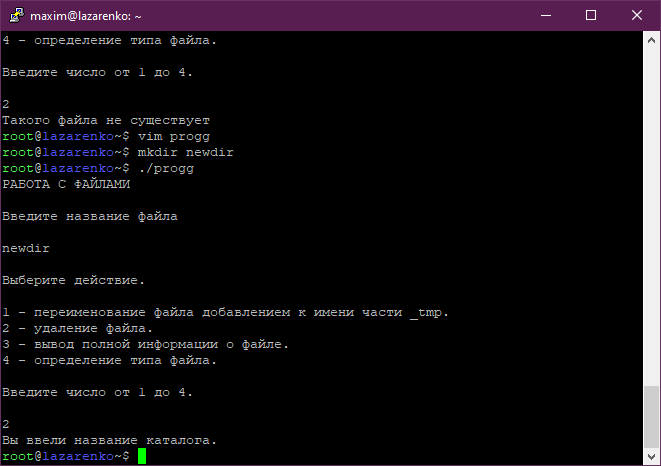 maxim@lazarenko: ~
4 - определение типа файла.
Введите число от 1 до 4.
2
Такого файла не существует
root@lazarenko~$ vim progg
root@lazarenko~$ mkdir newdir
root@lazarenko~$ ./progg
РАБОТА С ФАЙЛАМИ
Введите название файла
newdir
Выберите действие.
1 - переименование файла добавлением к имени части _tmp.
2 - удаление файла.
3 - вывод полной информации о файле.
4 - определение типа файла.
Введите число от 1 до 4.
2
Вы ввели название каталога.
root@lazarenko~$